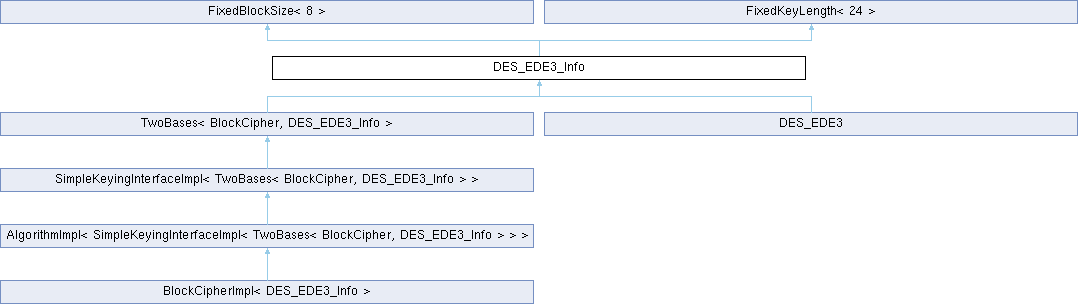 FixedBlockSize< 8 >
FixedKeyLength< 24 >
DES_EDE3_Info
TwoBases< BlockCipher, DES_EDE3_Info >
DES_EDE3
SimpleKeyingInterfaceImpl< TwoBases< BlockCipher, DES_EDE3_Info > >
AlgorithmImpl< SimpleKeyingInterfaceImpl< TwoBases< BlockCipher, DES_EDE3_Info > > >
BlockCipherImpl< DES_EDE3_Info >